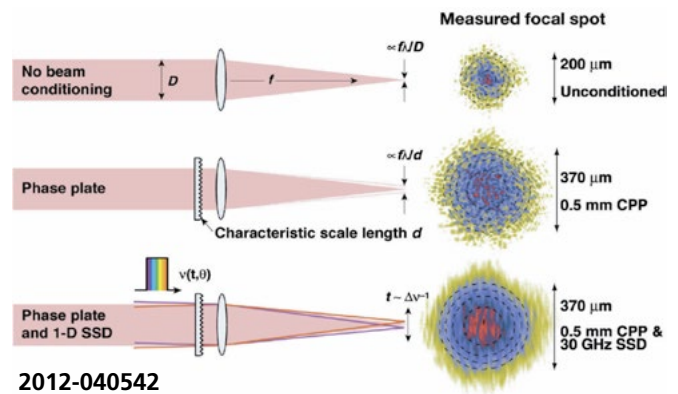 Measured focal spot
No beam
conditioning
D
f
∝fλ/D
200 μm
Unconditioned
Phase plate
∝fλ/d
370 μm
0.5 mm CPP
Characteristic scale length d
ν(t,θ)
Phase plate
and 1-D SSD
t ~ Δν⁻¹
370 μm
0.5 mm CPP &
30 GHz SSD
2012-040542